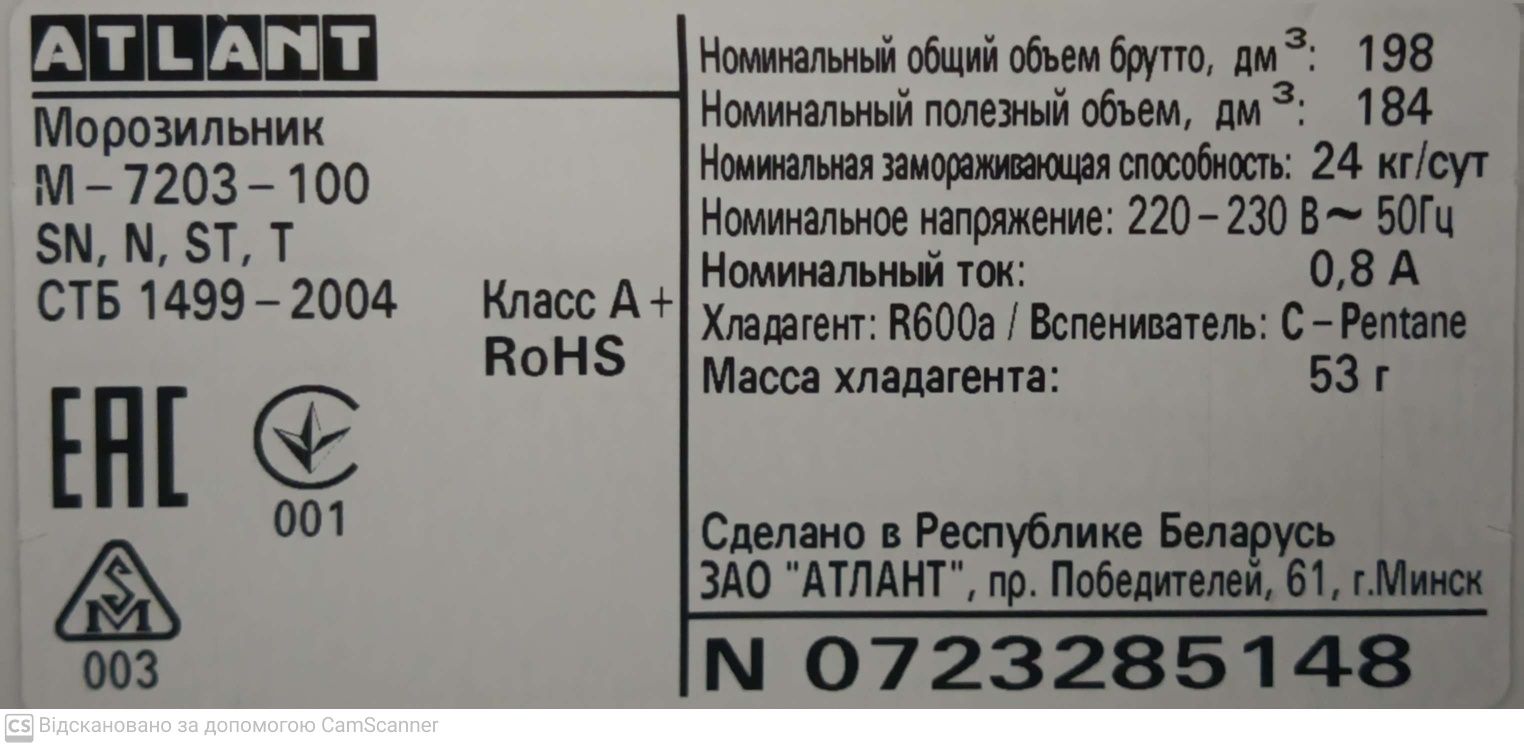 ATLANT
Морозильник
М – 7203 – 100
SN, N, ST, T
СТБ 1499 – 2004
Класс А +
RoHS
EAC
001
SM
003
Номинальный общий объем брутто, дм³: 198
Номинальный полезный объем, дм³: 184
Номинальная замораживающая способность: 24 кг/сут
Номинальное напряжение: 220 – 230 В ~ 50Гц
Номинальный ток: 0,8 А
Хладагент: R600a / Вспениватель: C – Pentane
Масса хладагента: 53 г
Сделано в Республике Беларусь
ЗАО "АТЛАНТ", пр. Победителей, 61, г.Минск
N 0723285148
CS Відскановано за допомогою CamScanner